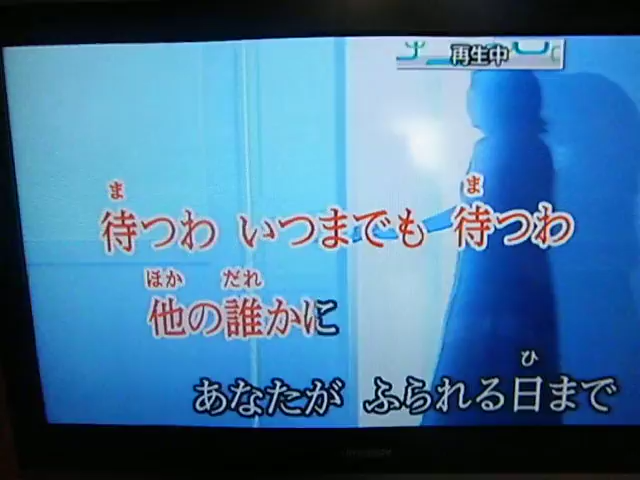 再生中
ま ま
待つわ いつまでも 待つわ
ほか だれ
他の誰かに
ひ
あなたが ふられる日まで